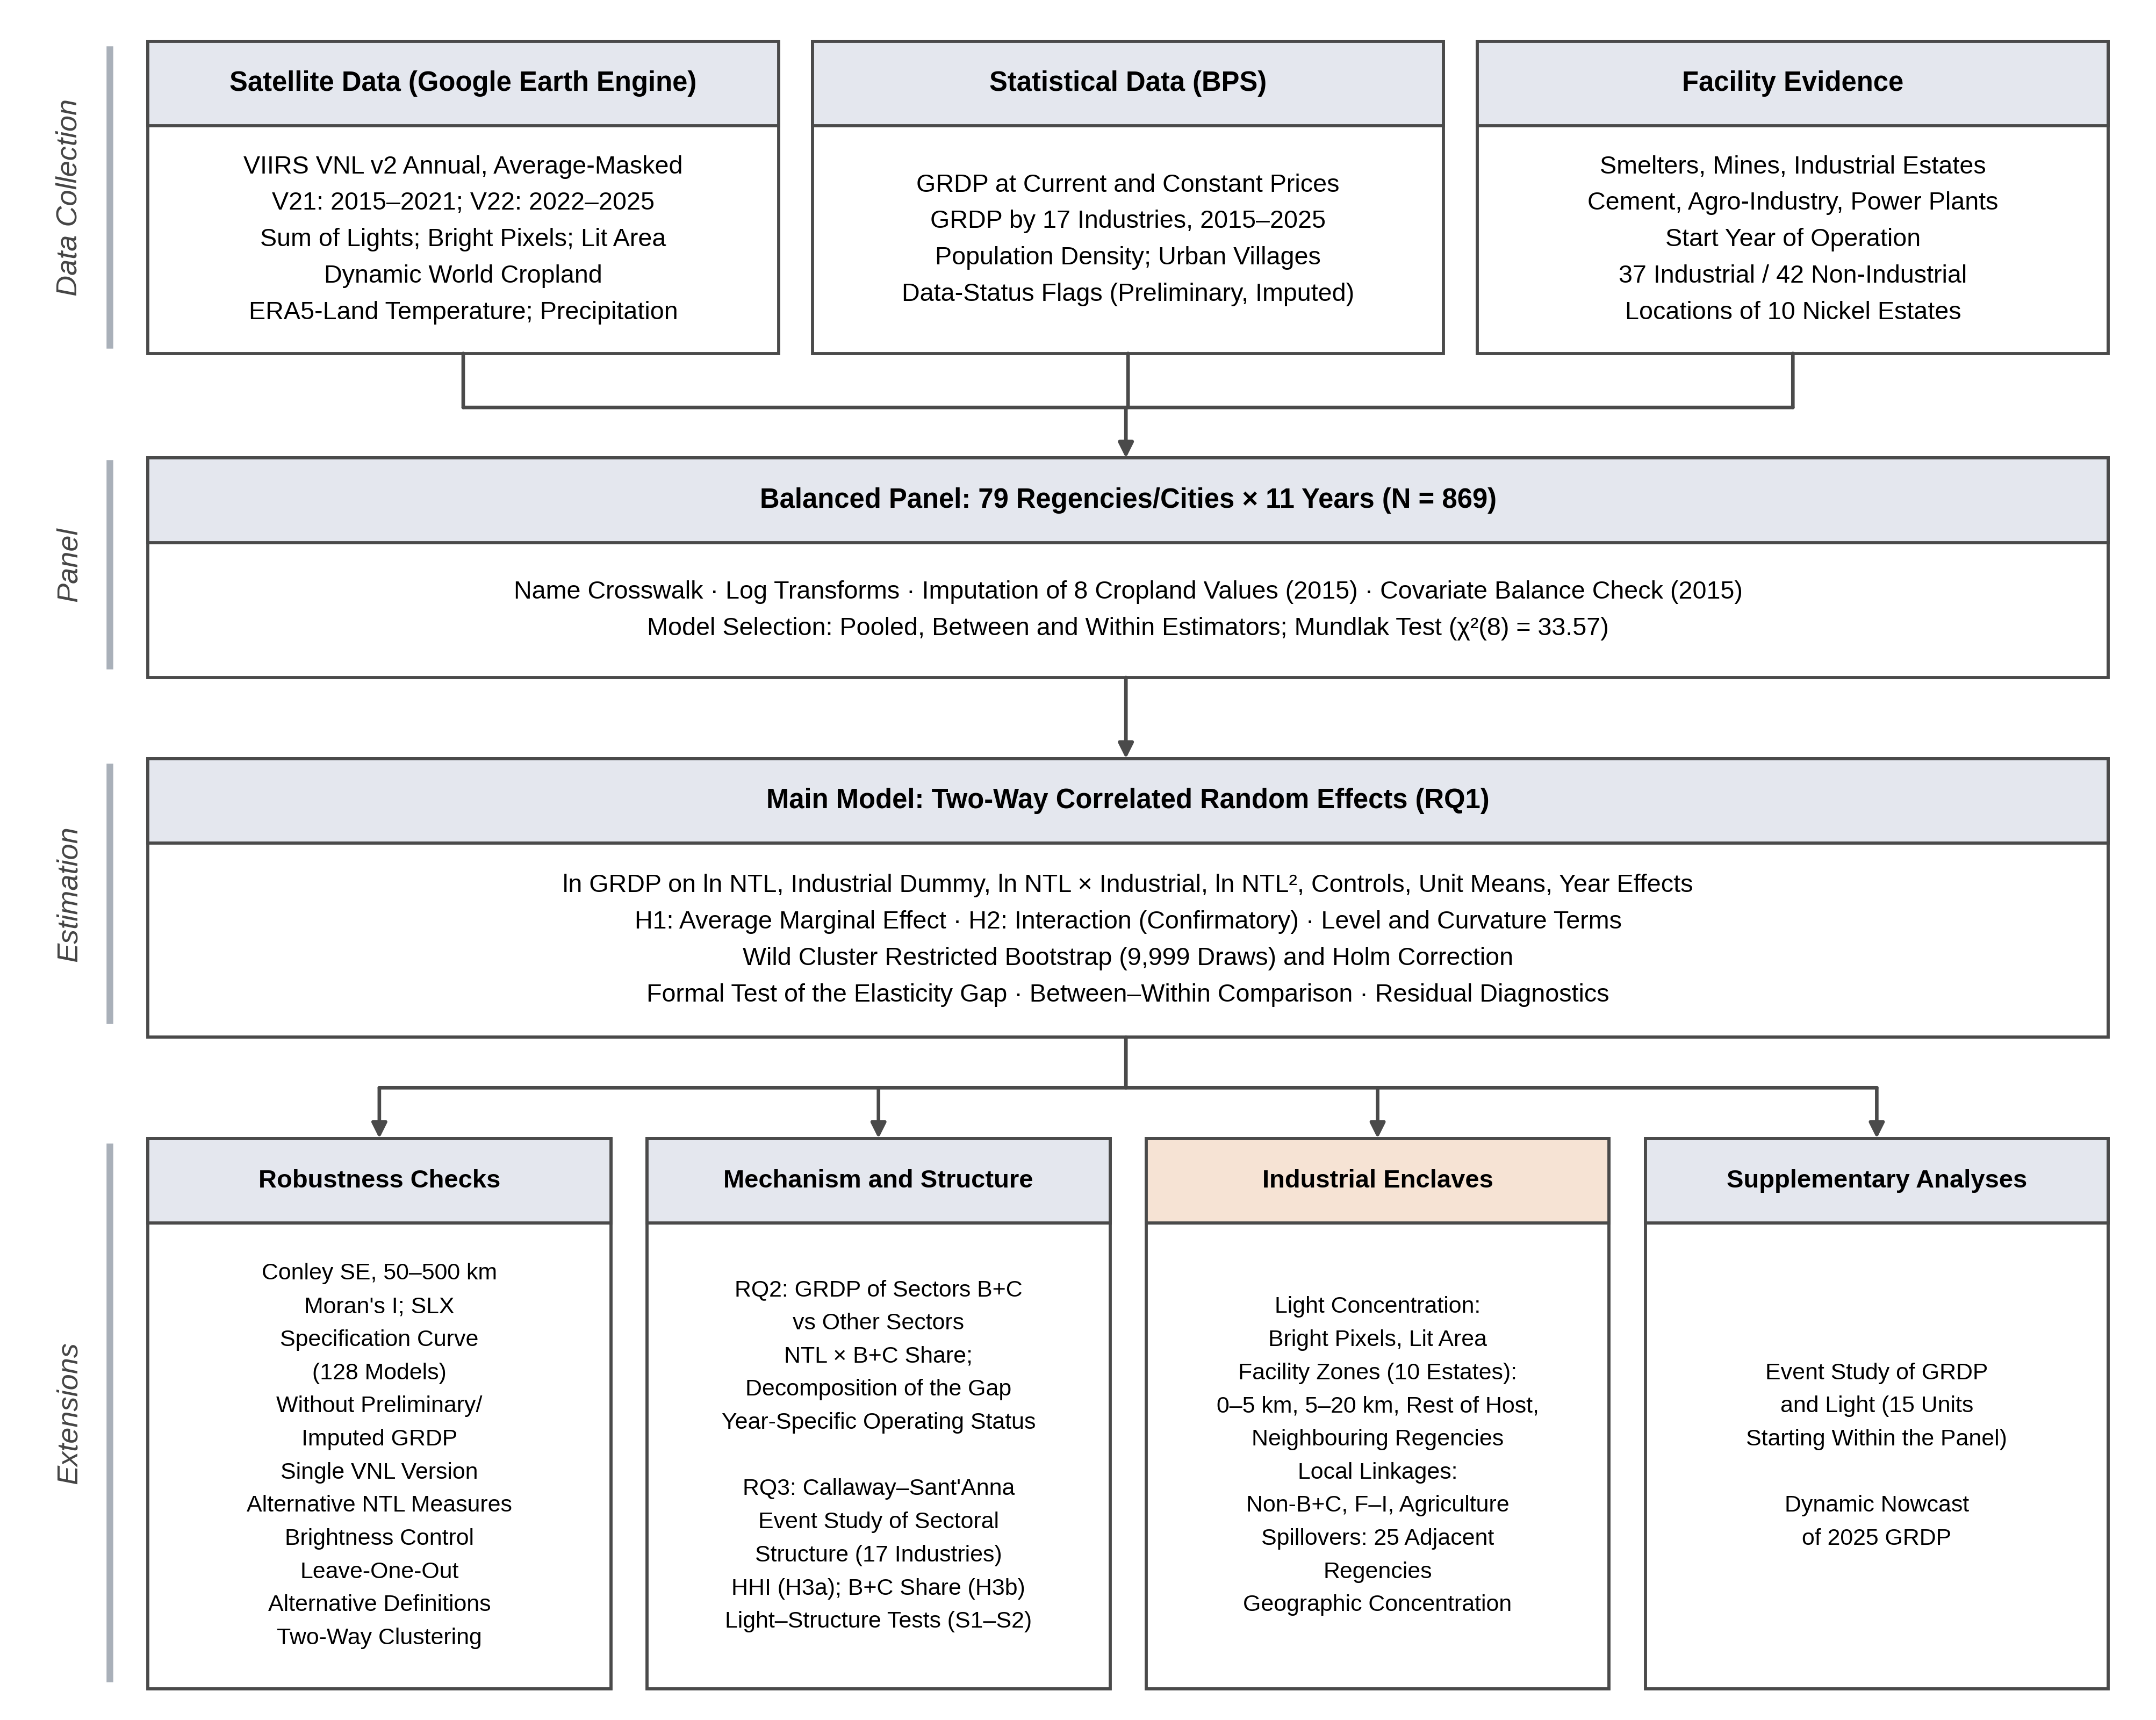 Data Collection
Satellite Data (Google Earth Engine)
VIIRS VNL v2 Annual, Average-Masked
V21: 2015–2021; V22: 2022–2025
Sum of Lights; Bright Pixels; Lit Area
Dynamic World Cropland
ERA5-Land Temperature; Precipitation
Statistical Data (BPS)
GRDP at Current and Constant Prices
GRDP by 17 Industries, 2015–2025
Population Density; Urban Villages
Data-Status Flags (Preliminary, Imputed)
Facility Evidence
Smelters, Mines, Industrial Estates
Cement, Agro-Industry, Power Plants
Start Year of Operation
37 Industrial / 42 Non-Industrial
Locations of 10 Nickel Estates
Panel
Balanced Panel: 79 Regencies/Cities × 11 Years (N = 869)
Name Crosswalk · Log Transforms · Imputation of 8 Cropland Values (2015) · Covariate Balance Check (2015)
Model Selection: Pooled, Between and Within Estimators; Mundlak Test (χ²(8) = 33.57)
Estimation
Main Model: Two-Way Correlated Random Effects (RQ1)
ln GRDP on ln NTL, Industrial Dummy, ln NTL × Industrial, ln NTL², Controls, Unit Means, Year Effects
H1: Average Marginal Effect · H2: Interaction (Confirmatory) · Level and Curvature Terms
Wild Cluster Restricted Bootstrap (9,999 Draws) and Holm Correction
Formal Test of the Elasticity Gap · Between–Within Comparison · Residual Diagnostics
Extensions
Robustness Checks
Conley SE, 50–500 km
Moran's I; SLX
Specification Curve
(128 Models)
Without Preliminary/
Imputed GRDP
Single VNL Version
Alternative NTL Measures
Brightness Control
Leave-One-Out
Alternative Definitions
Two-Way Clustering
Mechanism and Structure
RQ2: GRDP of Sectors B+C
vs Other Sectors
NTL × B+C Share;
Decomposition of the Gap
Year-Specific Operating Status
RQ3: Callaway–Sant'Anna
Event Study of Sectoral
Structure (17 Industries)
HHI (H3a); B+C Share (H3b)
Light–Structure Tests (S1–S2)
Industrial Enclaves
Light Concentration:
Bright Pixels, Lit Area
Facility Zones (10 Estates):
0–5 km, 5–20 km, Rest of Host,
Neighbouring Regencies
Local Linkages:
Non-B+C, F–I, Agriculture
Spillovers: 25 Adjacent
Regencies
Geographic Concentration
Supplementary Analyses
Event Study of GRDP
and Light (15 Units
Starting Within the Panel)
Dynamic Nowcast
of 2025 GRDP